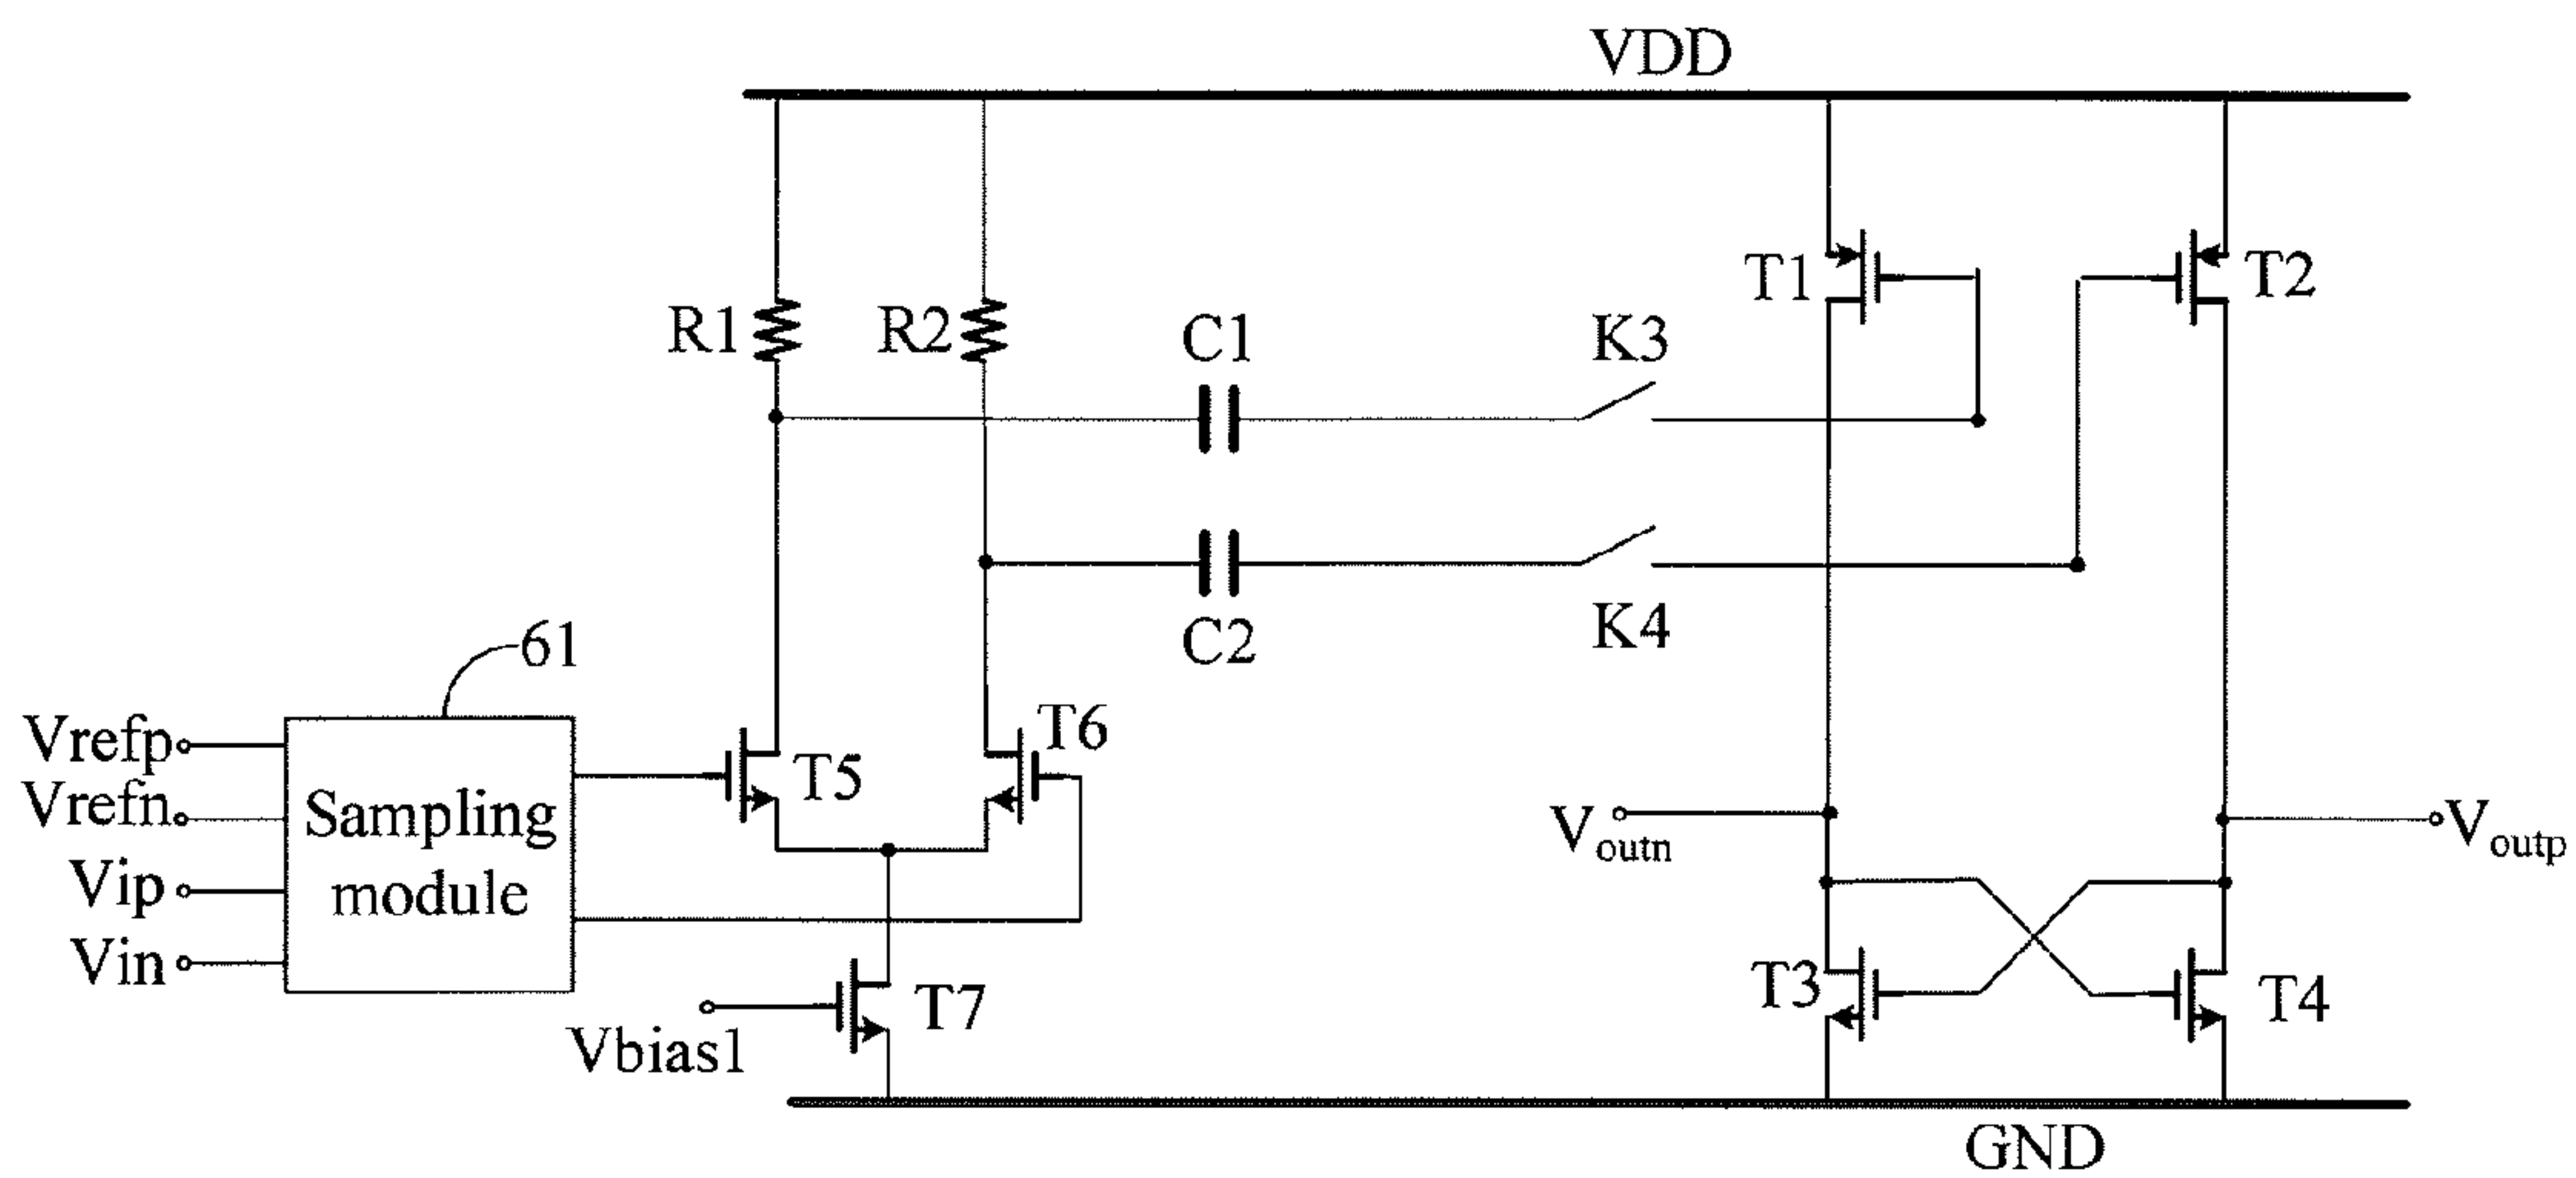 VDD
T1
T2
R1
R2
C1
K3
C2
K4
61
Vrefp
Vrefn
Vip
Vin
Sampling
module
T5
T6
Voutn
Voutp
T3
T4
T7
Vbias1
GND